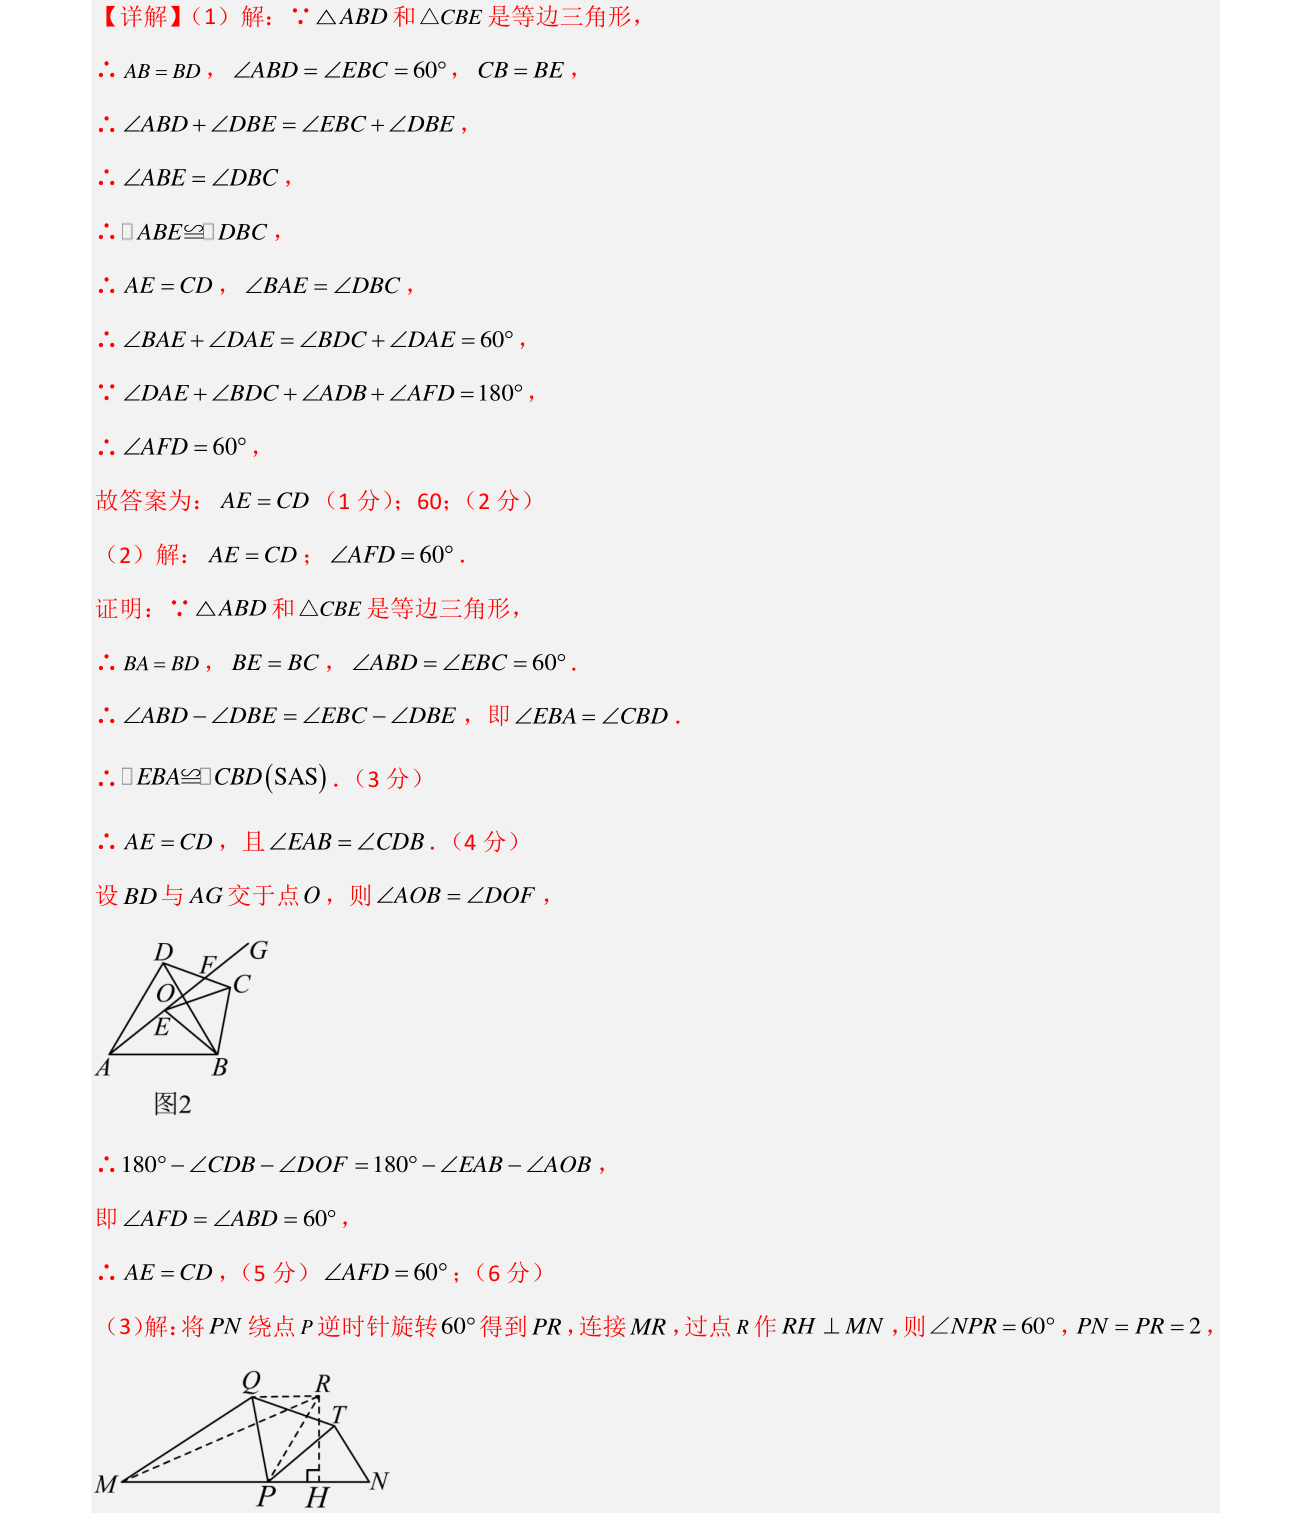 【详解】（1）解：∵△ABD和△CBE是等边三角形，
∴AB=BD，∠ABD=∠EBC=60°，CB=BE，
∴∠ABD+∠DBE=∠EBC+∠DBE，
∴∠ABE=∠DBC，
∴□ABE≌□DBC，
∴AE=CD，∠BAE=∠DBC，
∴∠BAE+∠DAE=∠BDC+∠DAE=60°，
∵∠DAE+∠BDC+∠ADB+∠AFD=180°，
∴∠AFD=60°，
故答案为：AE=CD（1分）；60；（2分）
（2）解：AE=CD；∠AFD=60°．
证明：∵△ABD和△CBE是等边三角形，
∴BA=BD，BE=BC，∠ABD=∠EBC=60°．
∴∠ABD−∠DBE=∠EBC−∠DBE，即∠EBA=∠CBD．
∴□EBA≌□CBD(SAS)．（3分）
∴AE=CD，且∠EAB=∠CDB．（4分）
设BD与AG交于点O，则∠AOB=∠DOF，
D F G
O C
E
A B
图2
∴180°−∠CDB−∠DOF=180°−∠EAB−∠AOB，
即∠AFD=∠ABD=60°，
∴AE=CD，（5分）∠AFD=60°；（6分）
（3）解：将PN绕点P逆时针旋转60°得到PR，连接MR，过点R作RH⊥MN，则∠NPR=60°，PN=PR=2，
Q R
T
M P H N